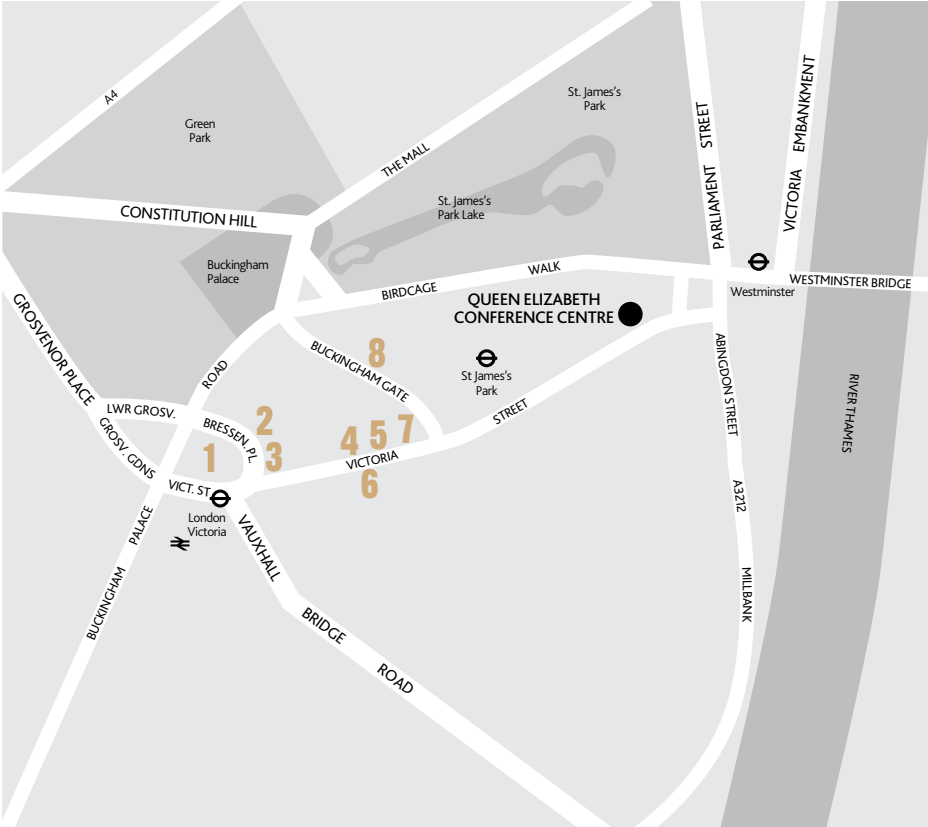 A4
Green
Park
St. James's
Park
THE MALL
PARLIAMENT STREET
VICTORIA EMBANKMENT
CONSTITUTION HILL
St. James's
Park Lake
Buckingham
Palace
BIRDCAGE WALK
Westminster
WESTMINSTER BRIDGE
QUEEN ELIZABETH
CONFERENCE CENTRE
GROSVENOR PLACE
BUCKINGHAM GATE
8
St James's
Park
ABINGDON STREET
RIVER THAMES
LWR GROSV.
BRESSEN. PL.
GROSV. GDNS
1
2
3
4
5
7
6
VICTORIA STREET
VICT. ST.
London
Victoria
BUCKINGHAM PALACE ROAD
VAUXHALL BRIDGE ROAD
A3212
MILLBANK